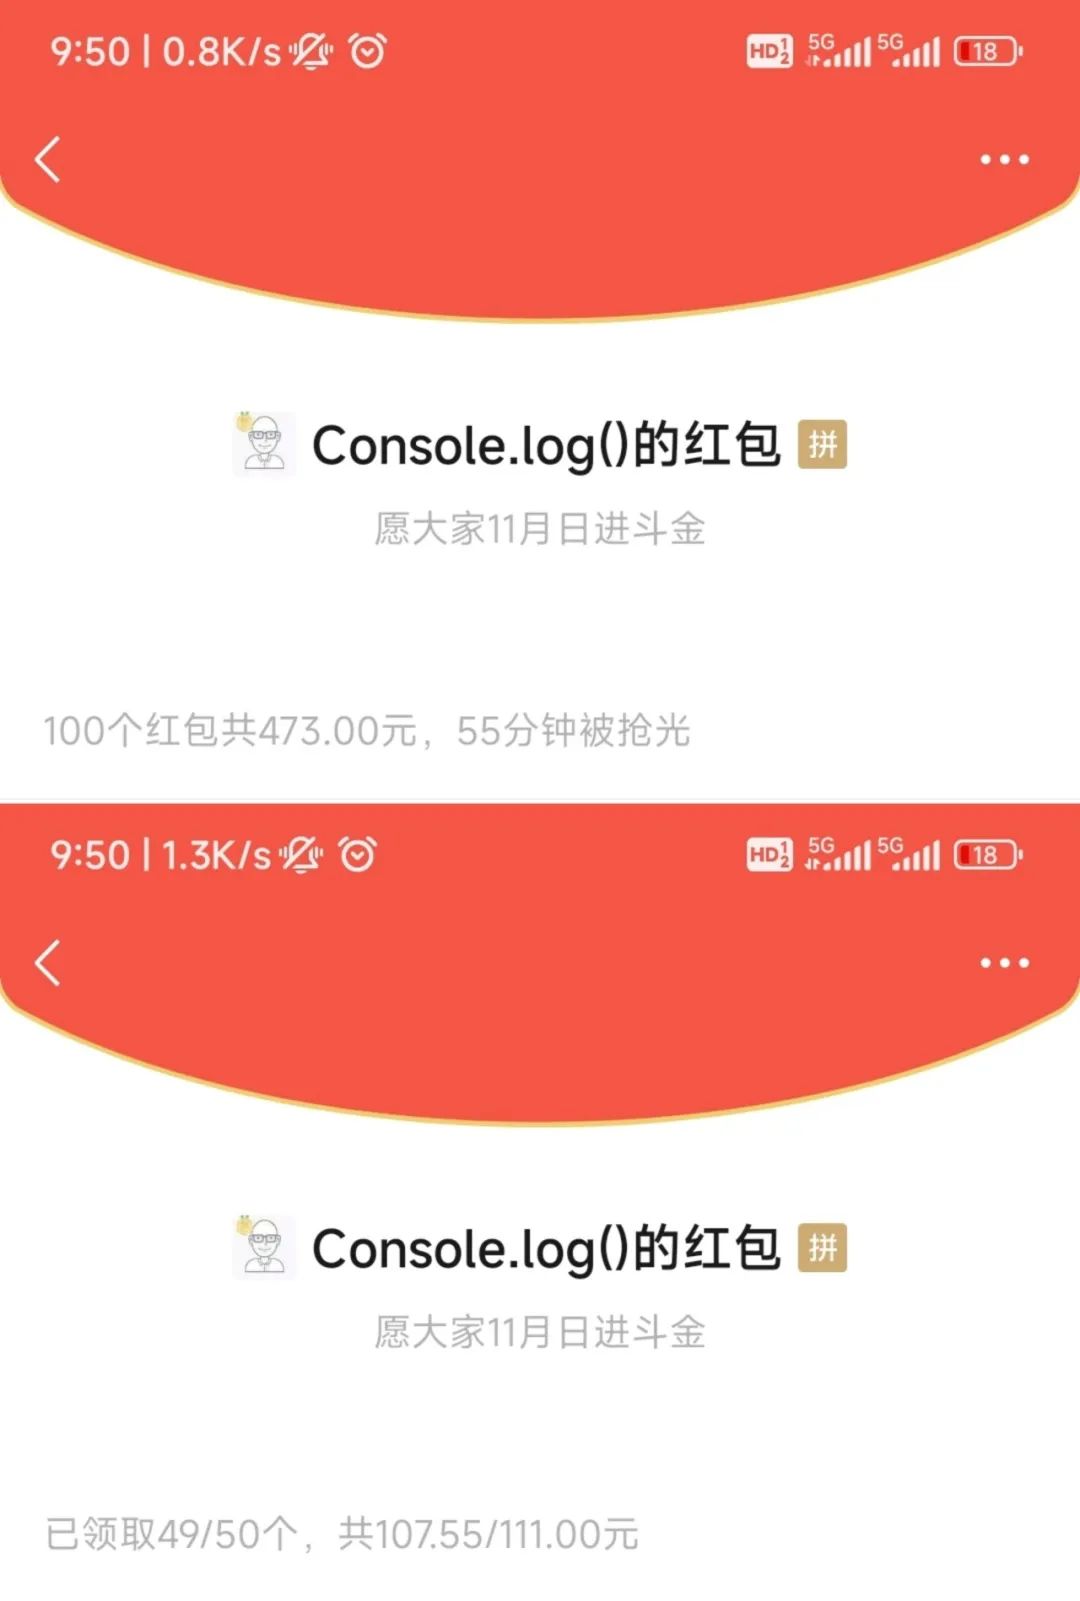 9:50 | 0.8K/s HD 1 2 5G 5G 18
Console.log()的红包 拼
愿大家11月日进斗金
100个红包共473.00元，55分钟被抢光
9:50 | 1.3K/s HD 1 2 5G 5G 18
Console.log()的红包 拼
愿大家11月日进斗金
已领取49/50个，共107.55/111.00元